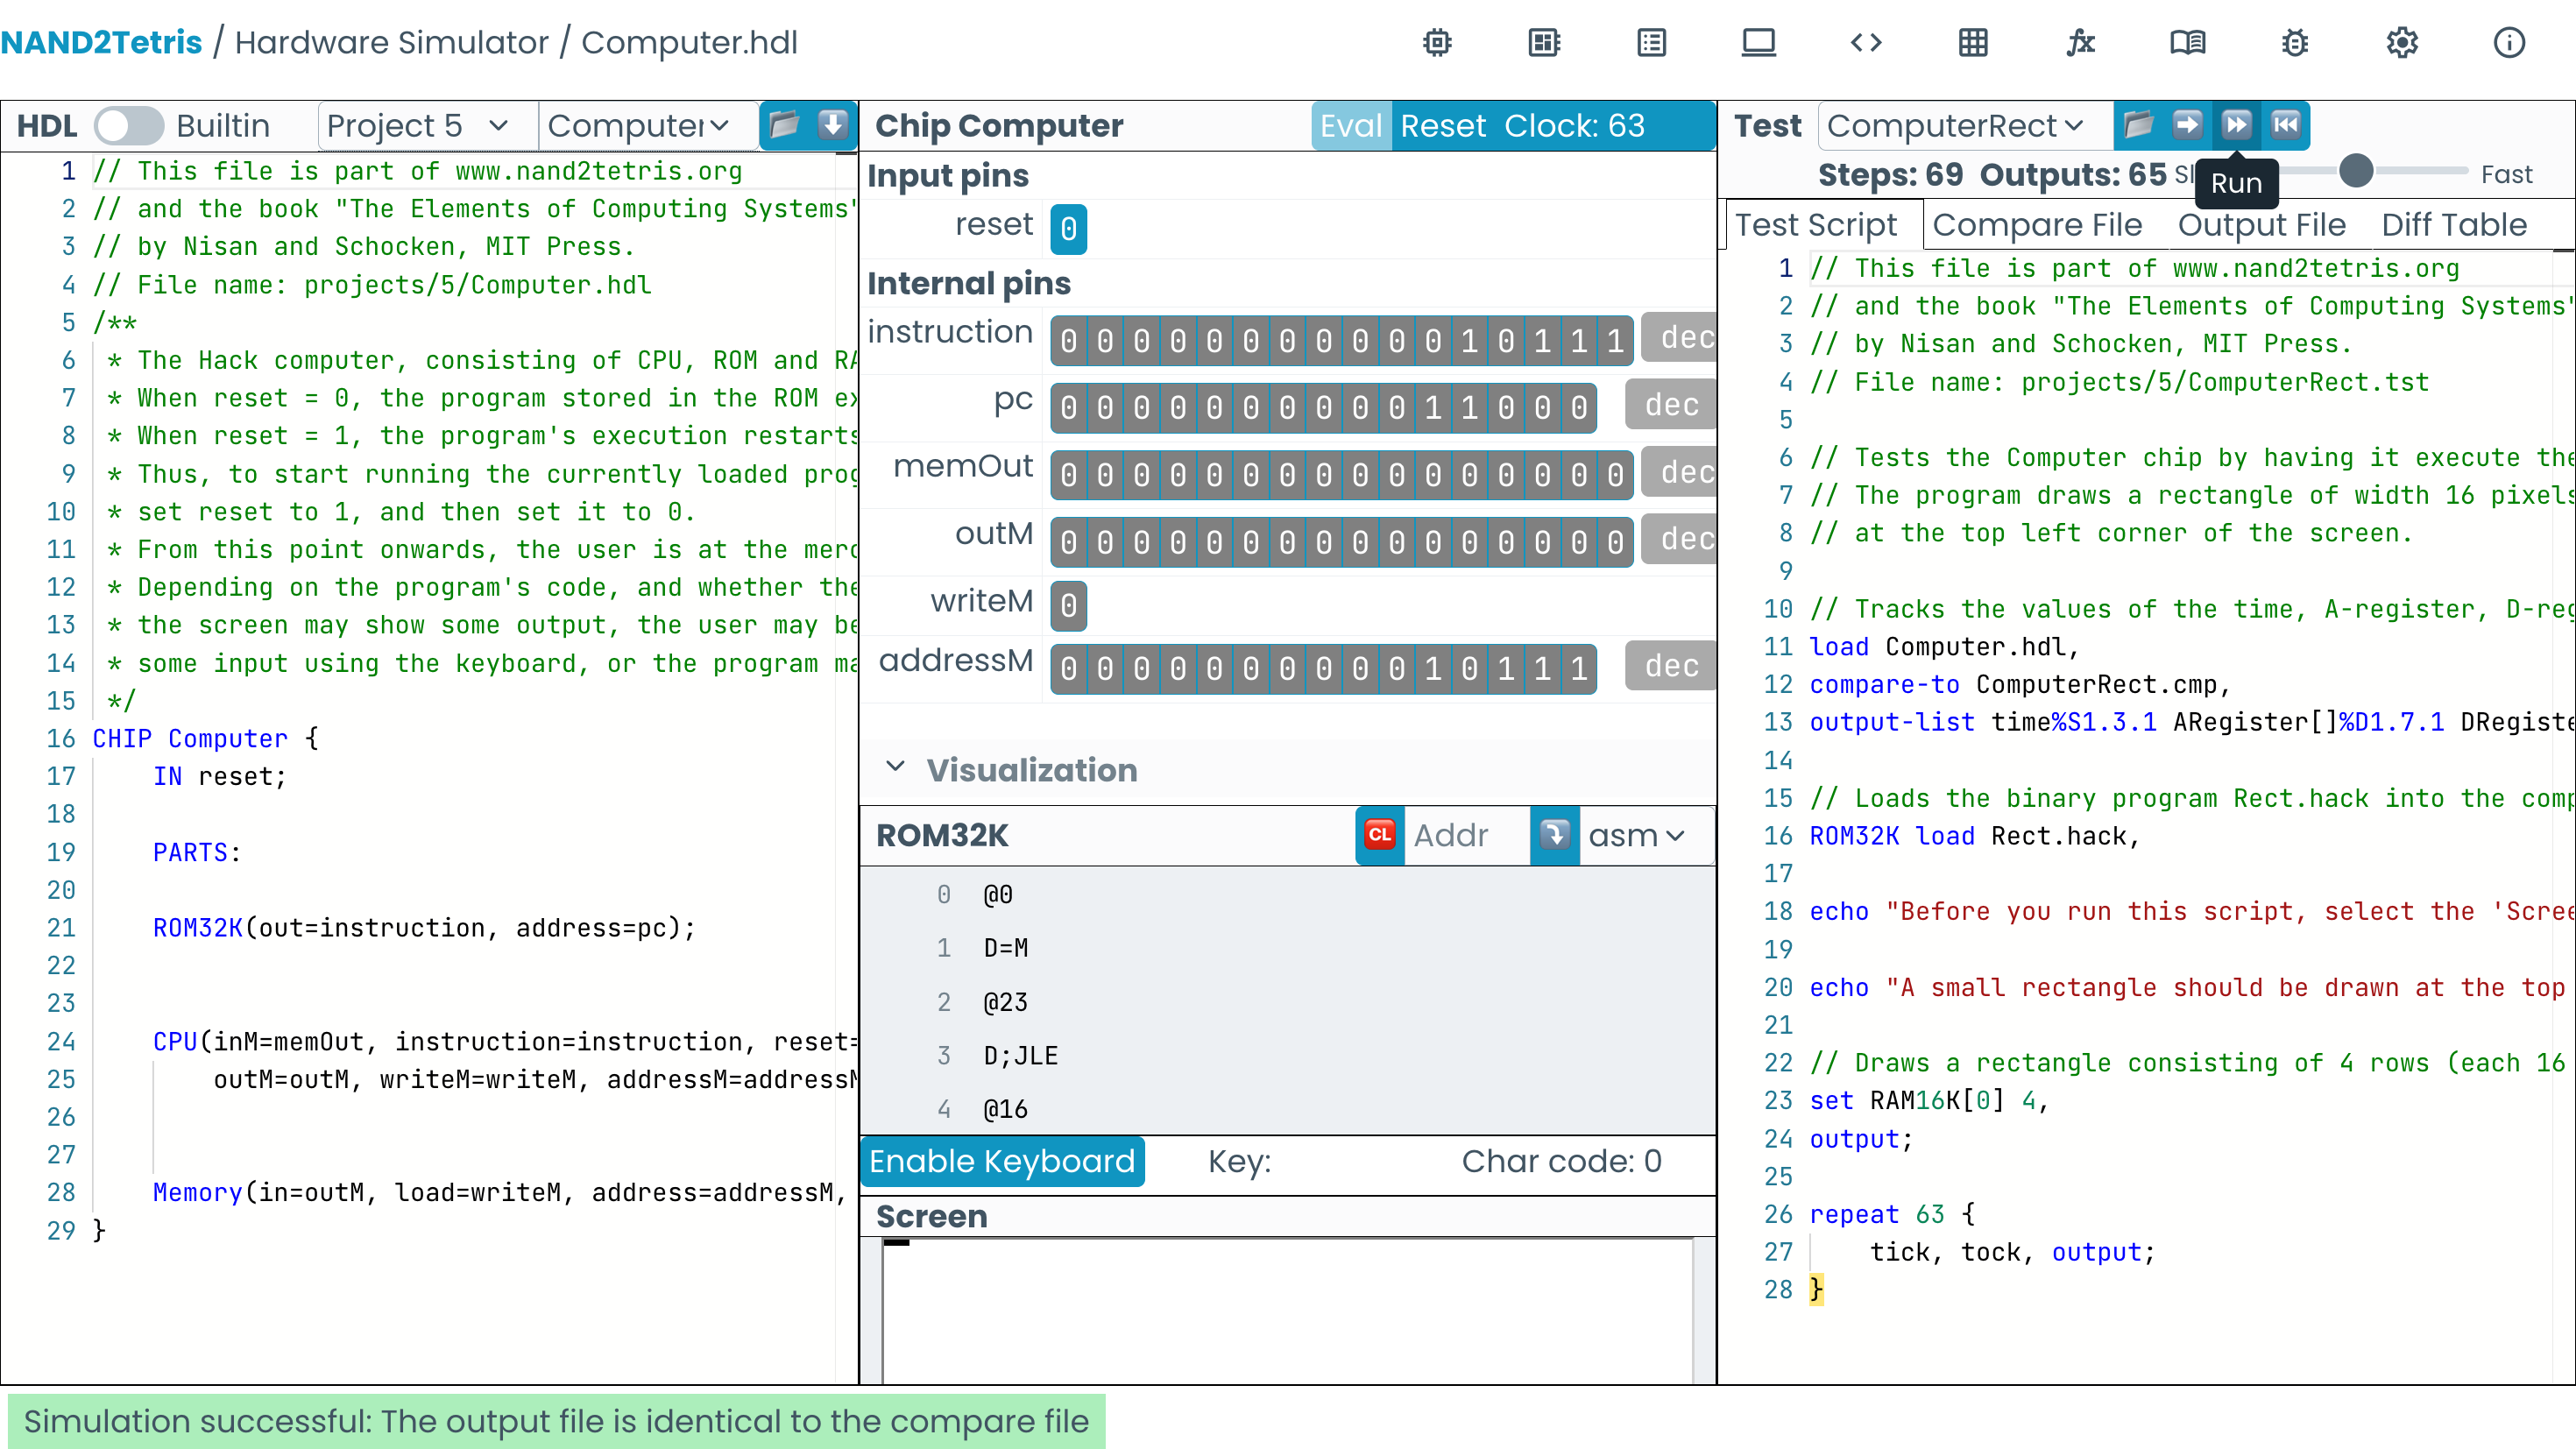 NAND2Tetris / Hardware Simulator / Computer.hdl
HDL Builtin Project 5 Computer
1 // This file is part of www.nand2tetris.org
2 // and the book "The Elements of Computing Systems"
3 // by Nisan and Schocken, MIT Press.
4 // File name: projects/5/Computer.hdl
5 /**
6 * The Hack computer, consisting of CPU, ROM and RA
7 * When reset = 0, the program stored in the ROM ex
8 * When reset = 1, the program's execution restarts
9 * Thus, to start running the currently loaded prog
10 * set reset to 1, and then set it to 0.
11 * From this point onwards, the user is at the merc
12 * Depending on the program's code, and whether the
13 * the screen may show some output, the user may be
14 * some input using the keyboard, or the program ma
15 */
16 CHIP Computer {
17 IN reset;
18
19 PARTS:
20
21 ROM32K(out=instruction, address=pc);
22
23
24 CPU(inM=memOut, instruction=instruction, reset=
25 outM=outM, writeM=writeM, addressM=addressM
26
27
28 Memory(in=outM, load=writeM, address=addressM,
29 }
Chip Computer Eval Reset Clock: 63
Input pins
reset 0
Internal pins
instruction 0 0 0 0 0 0 0 0 0 0 0 1 0 1 1 1 dec
pc 0 0 0 0 0 0 0 0 0 0 1 1 0 0 0 dec
memOut 0 0 0 0 0 0 0 0 0 0 0 0 0 0 0 0 dec
outM 0 0 0 0 0 0 0 0 0 0 0 0 0 0 0 0 dec
writeM 0
addressM 0 0 0 0 0 0 0 0 0 0 1 0 1 1 1 dec
Visualization
ROM32K CL Addr asm
0 @0
1 D=M
2 @23
3 D;JLE
4 @16
Enable Keyboard Key: Char code: 0
Screen
Test ComputerRect
Steps: 69 Outputs: 65 Sl Fast
Run
Test Script Compare File Output File Diff Table
1 // This file is part of www.nand2tetris.org
2 // and the book "The Elements of Computing Systems"
3 // by Nisan and Schocken, MIT Press.
4 // File name: projects/5/ComputerRect.tst
5
6 // Tests the Computer chip by having it execute the
7 // The program draws a rectangle of width 16 pixels
8 // at the top left corner of the screen.
9
10 // Tracks the values of the time, A-register, D-reg
11 load Computer.hdl,
12 compare-to ComputerRect.cmp,
13 output-list time%S1.3.1 ARegister[]%D1.7.1 DRegiste
14
15 // Loads the binary program Rect.hack into the comp
16 ROM32K load Rect.hack,
17
18 echo "Before you run this script, select the 'Scree
19
20 echo "A small rectangle should be drawn at the top
21
22 // Draws a rectangle consisting of 4 rows (each 16
23 set RAM16K[0] 4,
24 output;
25
26 repeat 63 {
27 tick, tock, output;
28 }
Simulation successful: The output file is identical to the compare file